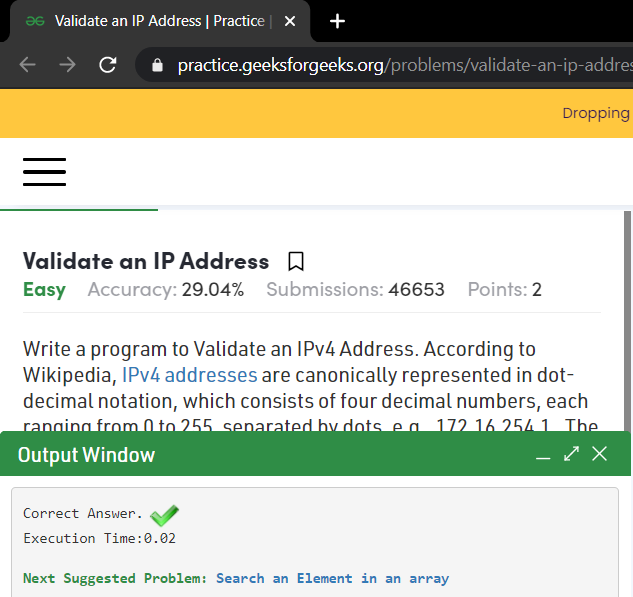 Validate an IP Address | Practice |
practice.geeksforgeeks.org/problems/validate-an-ip-addres
Dropping
Validate an IP Address
Easy Accuracy: 29.04% Submissions: 46653 Points: 2
Write a program to Validate an IPv4 Address. According to
Wikipedia, IPv4 addresses are canonically represented in dot-
decimal notation, which consists of four decimal numbers, each
ranging from 0 to 255, separated by dots, e.g., 172.16.254.1. The
Output Window
Correct Answer.
Execution Time:0.02
Next Suggested Problem: Search an Element in an array